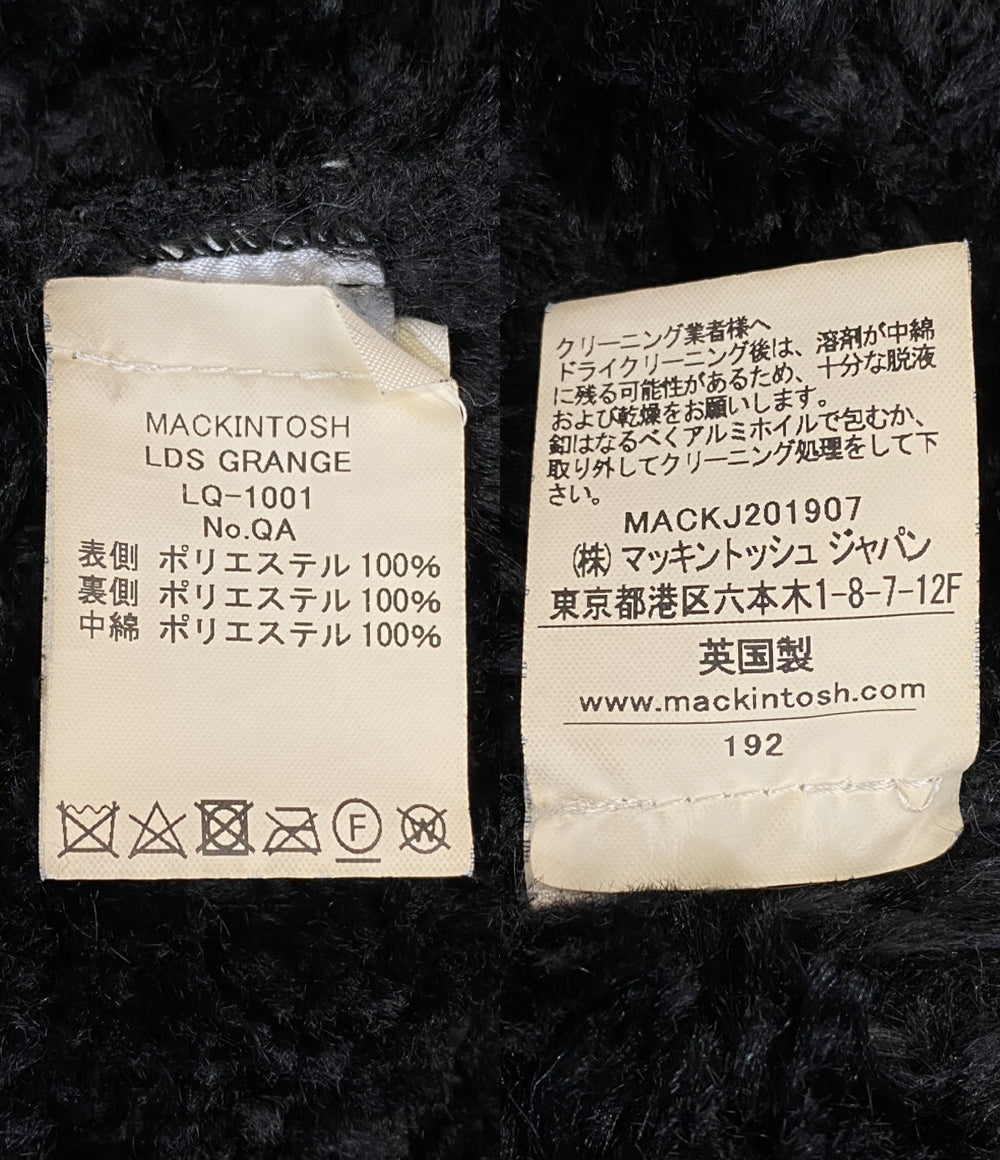 MACKINTOSH
LDS GRANGE
LQ-1001
No.QA
表側 ポリエステル 100%
裏側 ポリエステル 100%
中綿 ポリエステル 100%
F
W
クリーニング業者様へ
ドライクリーニング後は、溶剤が中綿
に残る可能性があるため、十分な脱液
および乾燥をお願いします。
釦はなるべくアルミホイルで包むか、
取り外してクリーニング処理をして下
さい。
MACKJ201907
(株)マッキントッシュ ジャパン
東京都港区六本木1-8-7-12F
英国製
www.mackintosh.com
192